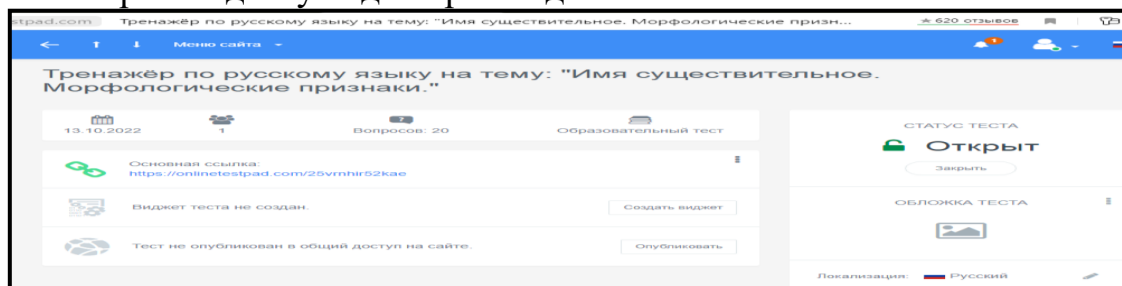 stpad.com Тренажёр по русскому языку на тему: "Имя существительное. Морфологические призн... ★ 620 отзывов
Меню сайта
Тренажёр по русскому языку на тему: "Имя существительное.
Морфологические признаки."
13.10.2022 1 Вопросов: 20 Образовательный тест
Основная ссылка:
https://onlinetestpad.com/25vrnhir52kae
Виджет теста не создан. Создать виджет
Тест не опубликован в общий доступ на сайте. Опубликовать
СТАТУС ТЕСТА
Открыт
Закрыть
ОБЛОЖКА ТЕСТА
Локализация: Русский